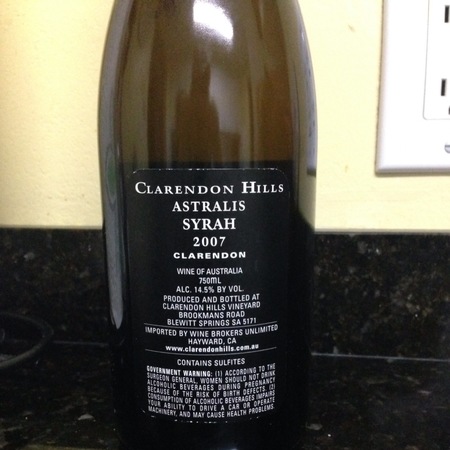 CLARENDON HILLS
ASTRALIS
SYRAH
2007
CLARENDON
WINE OF AUSTRALIA
750mL
ALC. 14.5% BY VOL.
PRODUCED AND BOTTLED AT
CLARENDON HILLS VINEYARD
BROOKMANS ROAD
BLEWITT SPRINGS SA 5171
IMPORTED BY WINE BROKERS UNLIMITED
HAYWARD, CA
www.clarendonhills.com.au
CONTAINS SULFITES
GOVERNMENT WARNING: (1) ACCORDING TO THE
SURGEON GENERAL, WOMEN SHOULD NOT DRINK
ALCOHOLIC BEVERAGES DURING PREGNANCY
BECAUSE OF THE RISK OF BIRTH DEFECTS (2)
CONSUMPTION OF ALCOHOLIC BEVERAGES IMPAIRS
YOUR ABILITY TO DRIVE A CAR OR OPERATE
MACHINERY, AND MAY CAUSE HEALTH PROBLEMS.